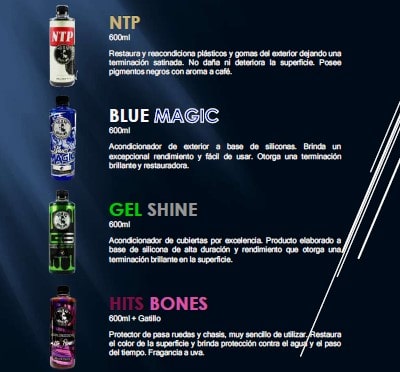 NTP
600ml
Restaura y reacondiciona plásticos y gomas del exterior dejando una
terminación satinada. No daña ni deteriora la superficie. Posee
pigmentos negros con aroma a café.
NTP
BLUE MAGIC
600ml
Acondicionador de exterior a base de siliconas. Brinda un
excepcional rendimiento y fácil de usar. Otorga una terminación
brillante y restauradora.
MAGIC
GEL SHINE
600ml
Acondicionador de cubiertas por excelencia. Producto elaborado a
base de silicona de alta duración y rendimiento que otorga una
terminación brillante en la superficie.
HITS BONES
600ml + Gatillo
Protector de pasa ruedas y chasis, muy sencillo de utilizar. Restaura
el color de la superficie y brinda protección contra el agua y el paso
del tiempo. Fragancia a uva.